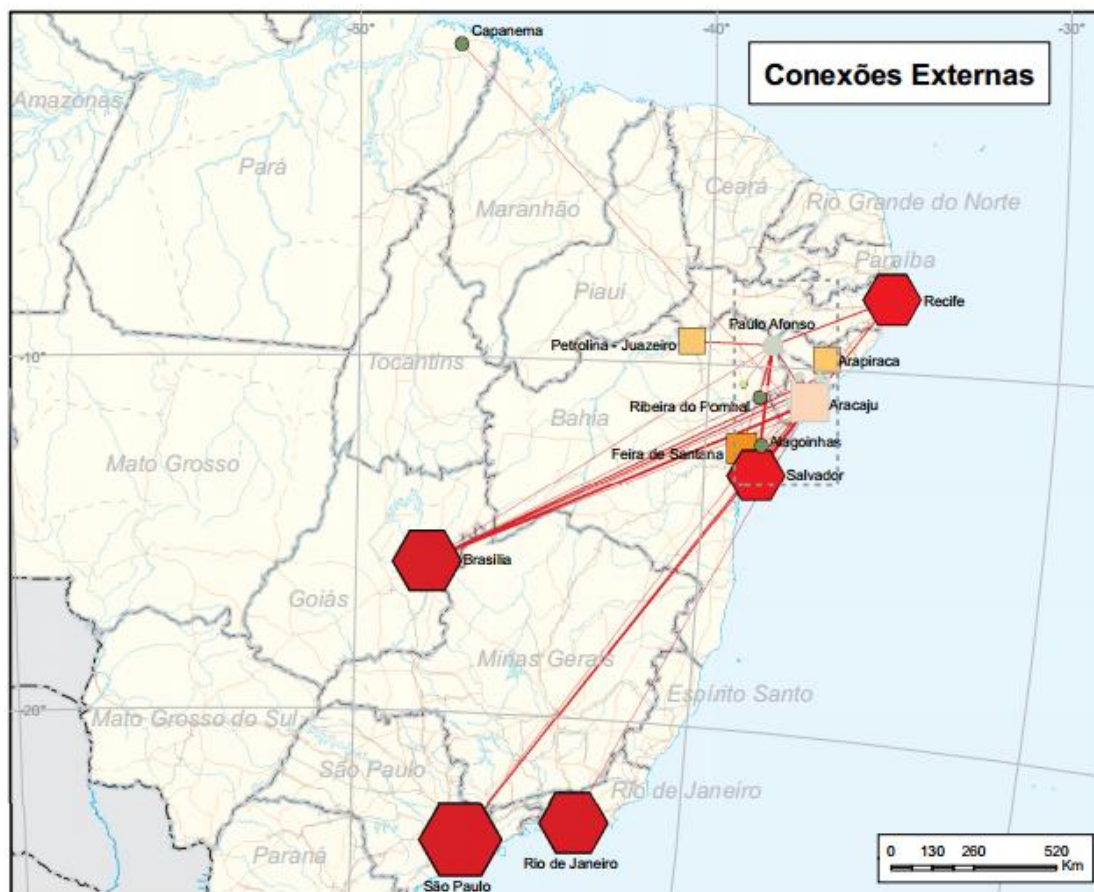 -50°
-40°
-30°
Capanema
Conexões Externas
Amazonas
Pará
Ceará
Maranhão
Rio Grande do Norte
Paraíba
Piauí
Recife
Paulo Afonso
Petrolina - Juazeiro
-10°
Arapiraca
Tocantins
Ribeira do Pombal
Aracaju
Bahia
Alagoinhas
Feira de Santana
Mato Grosso
Salvador
Brasília
Goiás
Minas Gerais
Espírito Santo
-20°
Mato Grosso do Sul
São Paulo
Rio de Janeiro
Paraná
Rio de Janeiro
São Paulo
0 130 260 520
Km